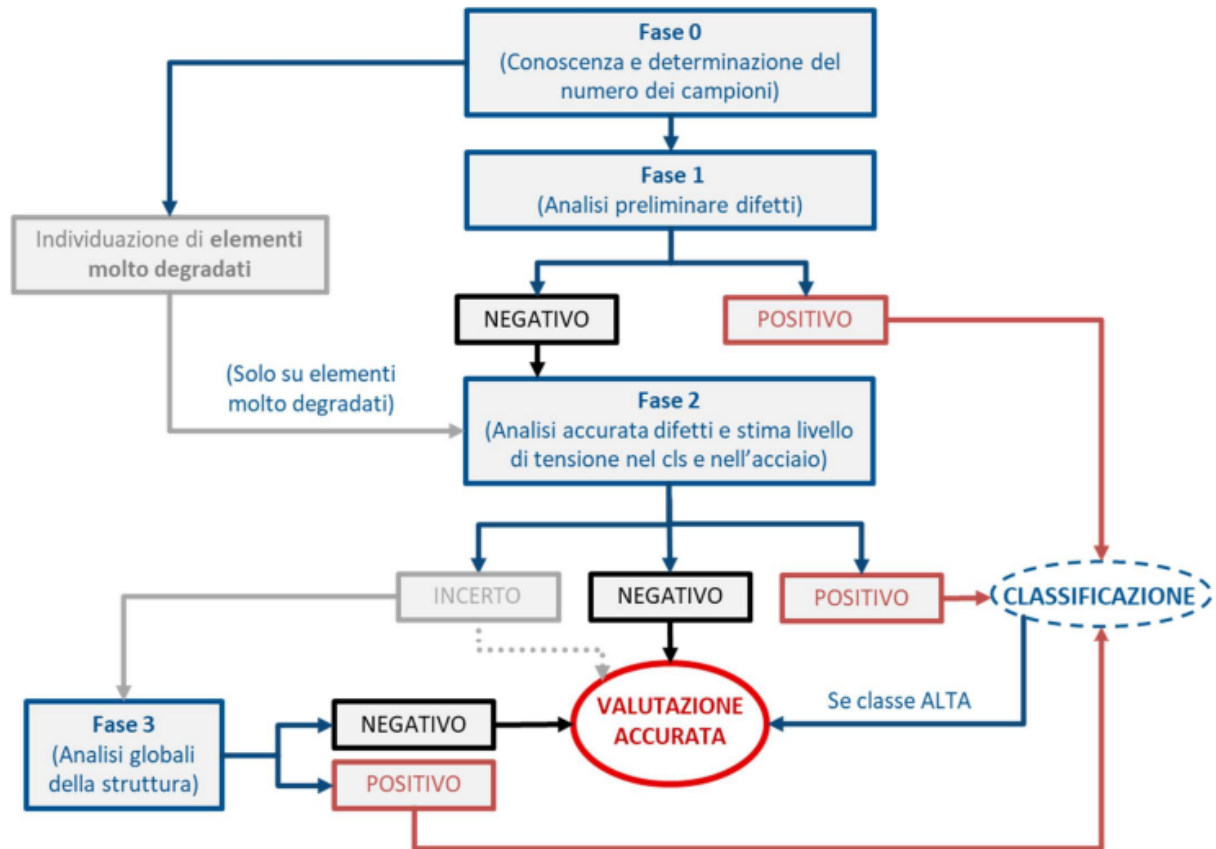 Fase 0
(Conoscenza e determinazione del
numero dei campioni)
Fase 1
(Analisi preliminare difetti)
Individuazione di elementi
molto degradati
NEGATIVO
POSITIVO
(Solo su elementi
molto degradati)
Fase 2
(Analisi accurata difetti e stima livello
di tensione nel cls e nell'acciaio)
INCERTO
NEGATIVO
POSITIVO
CLASSIFICAZIONE
Fase 3
(Analisi globali
della struttura)
NEGATIVO
POSITIVO
VALUTAZIONE
ACCURATA
Se classe ALTA